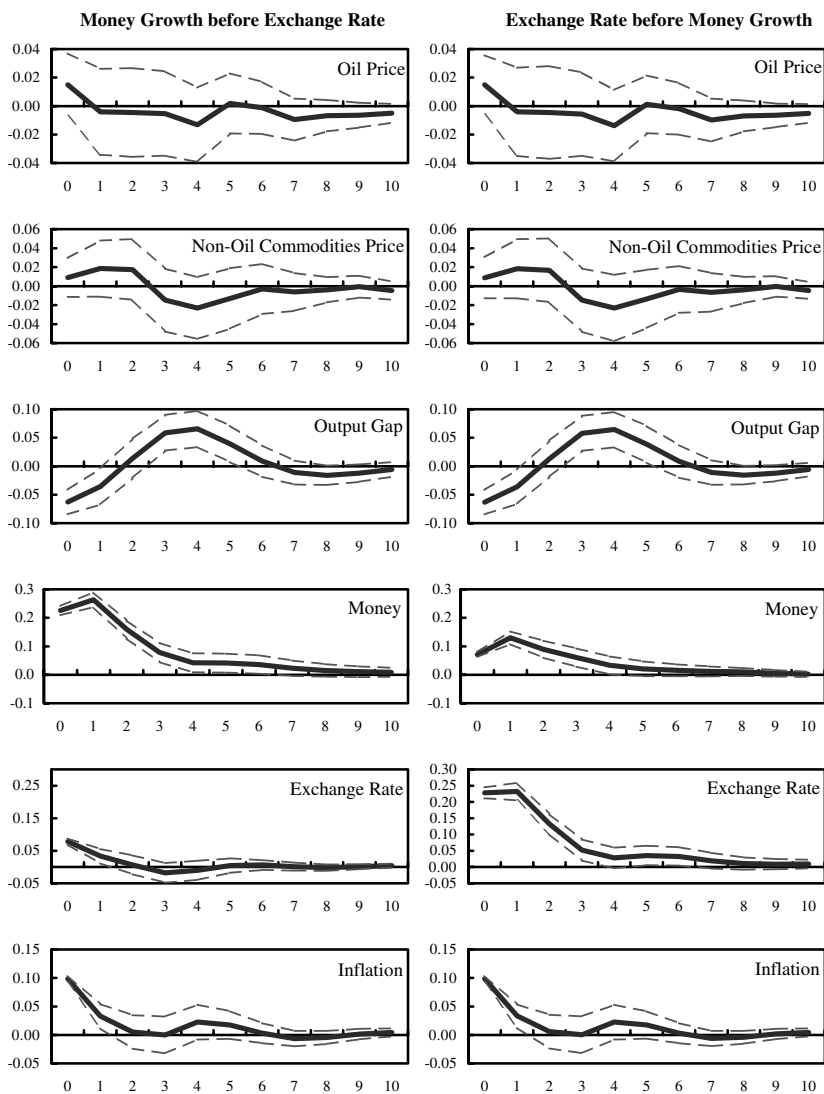 Money Growth before Exchange Rate
Exchange Rate before Money Growth
0.04
0.02
0.00
-0.02
-0.04
Oil Price
0 1 2 3 4 5 6 7 8 9 10
0.04
0.02
0.00
-0.02
-0.04
Oil Price
0 1 2 3 4 5 6 7 8 9 10
0.06
0.04
0.02
0.00
-0.02
-0.04
-0.06
Non-Oil Commodities Price
0 1 2 3 4 5 6 7 8 9 10
0.06
0.04
0.02
0.00
-0.02
-0.04
-0.06
Non-Oil Commodities Price
0 1 2 3 4 5 6 7 8 9 10
0.10
0.05
0.00
-0.05
-0.10
Output Gap
0 1 2 3 4 5 6 7 8 9 10
0.10
0.05
0.00
-0.05
-0.10
Output Gap
0 1 2 3 4 5 6 7 8 9 10
0.3
0.2
0.1
0.0
-0.1
Money
0 1 2 3 4 5 6 7 8 9 10
0.3
0.2
0.1
0.0
-0.1
Money
0 1 2 3 4 5 6 7 8 9 10
0.25
0.15
0.05
-0.05
Exchange Rate
0 1 2 3 4 5 6 7 8 9 10
0.30
0.25
0.20
0.15
0.10
0.05
0.00
-0.05
Exchange Rate
0 1 2 3 4 5 6 7 8 9 10
0.15
0.10
0.05
0.00
-0.05
Inflation
0 1 2 3 4 5 6 7 8 9 10
0.15
0.10
0.05
0.00
-0.05
Inflation
0 1 2 3 4 5 6 7 8 9 10